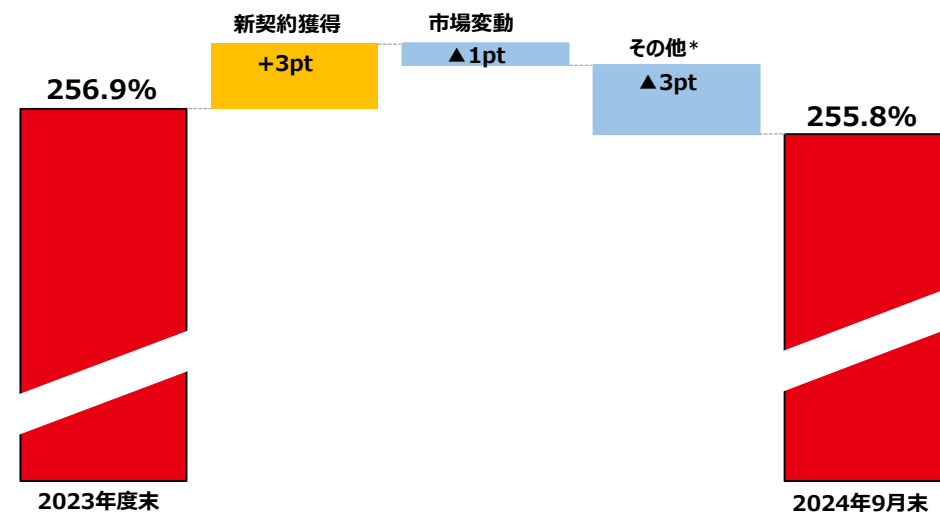 新契約獲得
+3pt
市場変動
▲1pt
その他*
▲3pt
256.9%
255.8%
2023年度末
2024年9月末